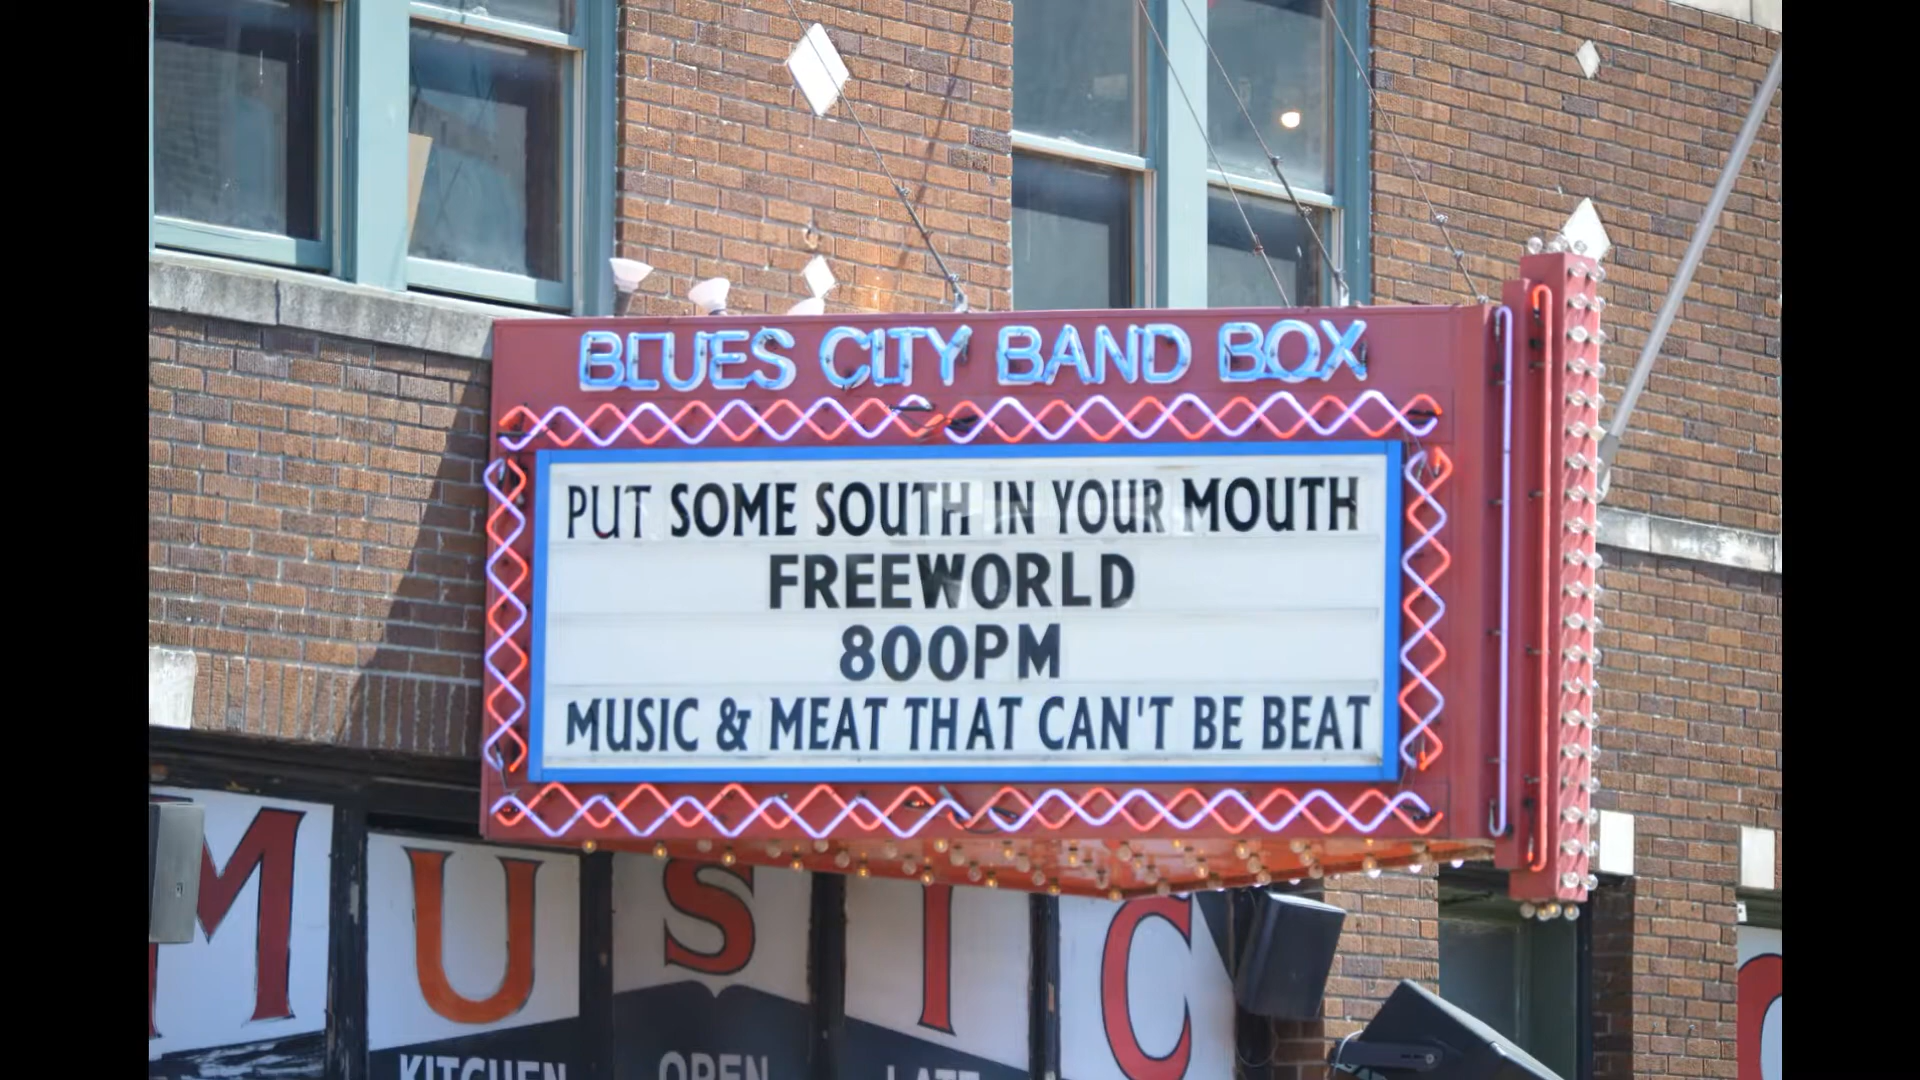 BLUES CITY BAND BOX
PUT SOME SOUTH IN YOUR MOUTH
FREEWORLD
800PM
MUSIC & MEAT THAT CAN'T BE BEAT
MUSIC
KITCHEN OPEN LATE